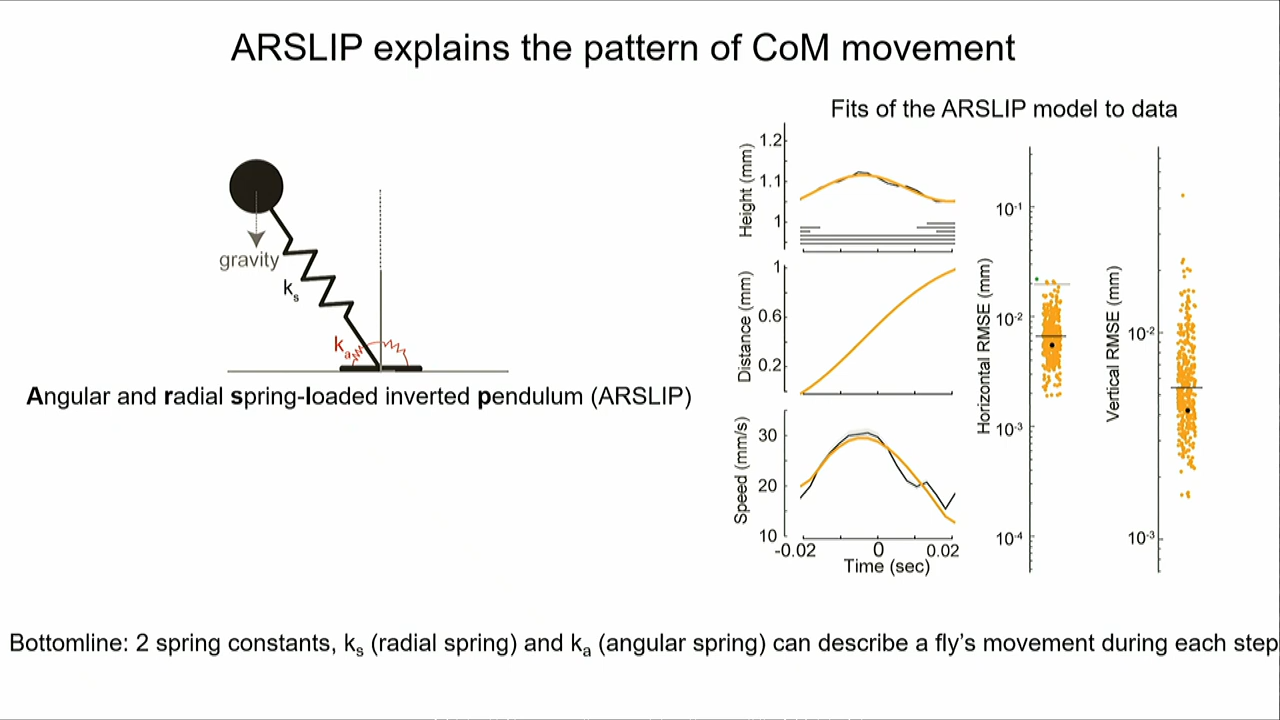 ARSLIP explains the pattern of CoM movement
gravity
ks
ka
Angular and radial spring-loaded inverted pendulum (ARSLIP)
Fits of the ARSLIP model to data
Height (mm)
1.2
1.1
1
Distance (mm)
1
0.6
0.2
Speed (mm/s)
30
20
10
-0.02
0
0.02
Time (sec)
Horizontal RMSE (mm)
10-1
10-2
10-3
10-4
Vertical RMSE (mm)
10-2
10-3
Bottomline: 2 spring constants, ks (radial spring) and ka (angular spring) can describe a fly's movement during each step